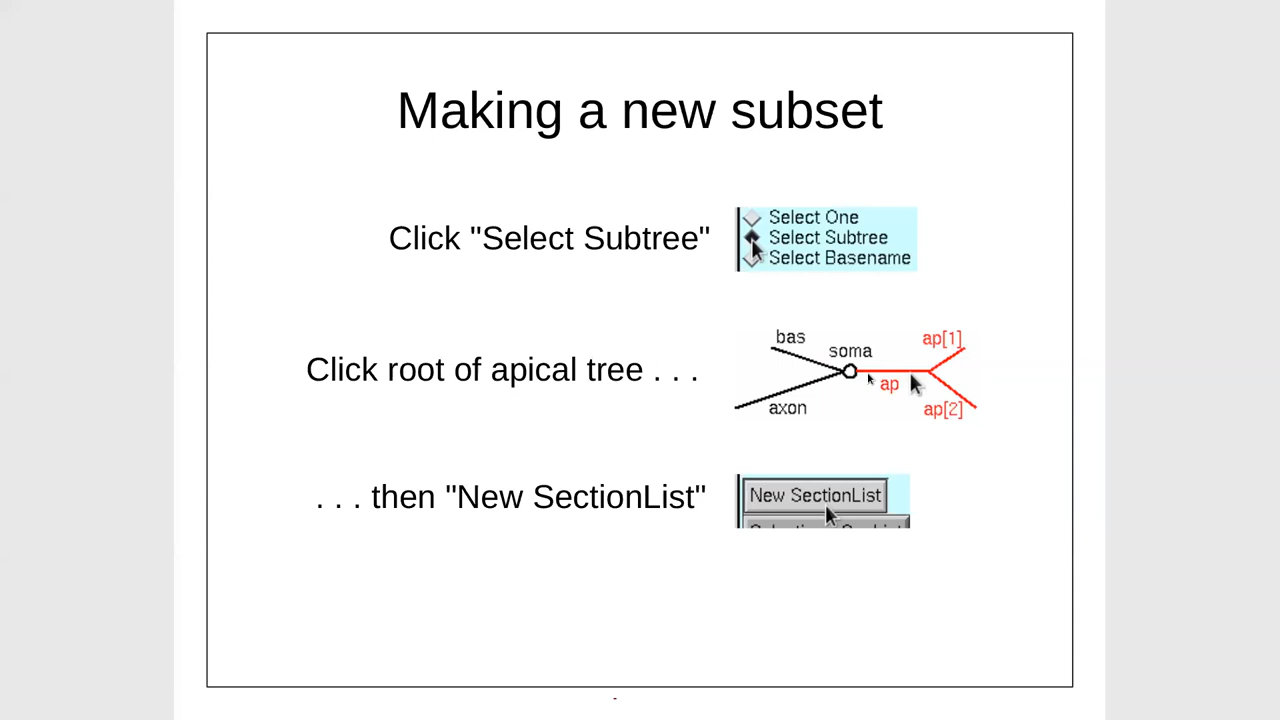 Making a new subset
Click "Select Subtree"
Select One
Select Subtree
Select Basename
Click root of apical tree . . .
bas
soma
ap[1]
ap
axon
ap[2]
. . . then "New SectionList"
New SectionList